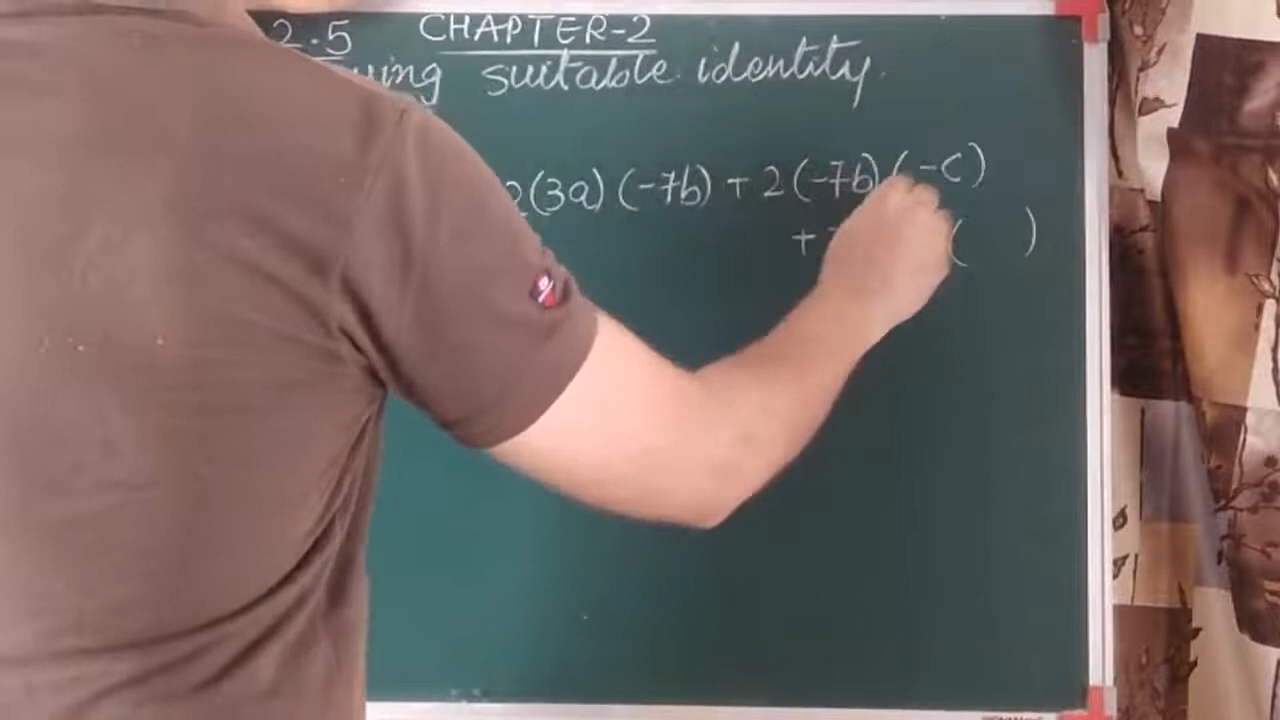 2.5 CHAPTER-2
suitable identity.
2(3a)(-7b) + 2(-7b)(-c)
+ ( )